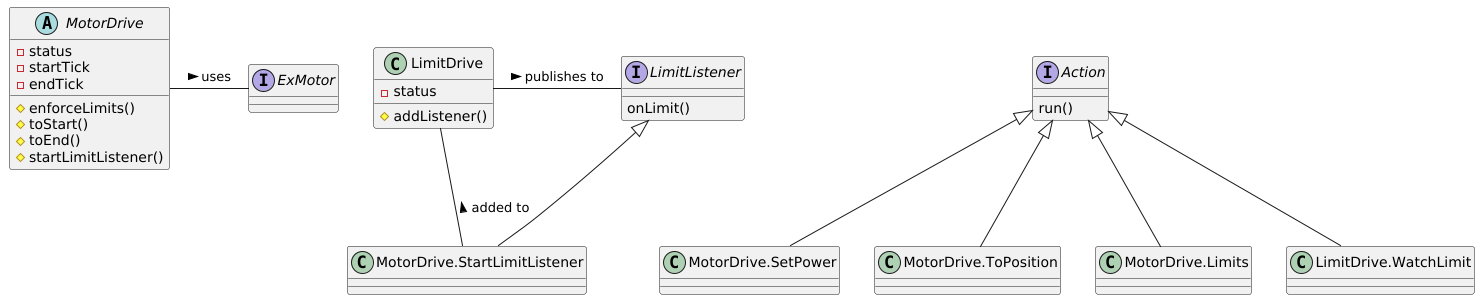 A MotorDrive
status
startTick
endTick
enforceLimits()
toStart()
toEnd()
startLimitListener()
uses
I ExMotor
C LimitDrive
status
addListener()
publishes to
I LimitListener
onLimit()
I Action
run()
added to
C MotorDrive.StartLimitListener
C MotorDrive.SetPower
C MotorDrive.ToPosition
C MotorDrive.Limits
C LimitDrive.WatchLimit